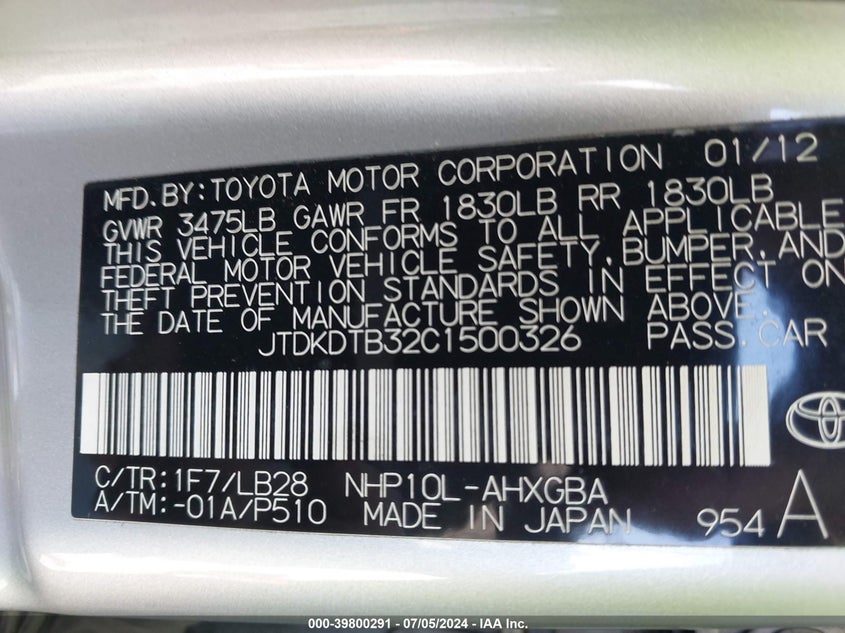 MFD.BY:TOYOTA MOTOR CORPORATION 01/12
GVWR 3475LB GAWR FR 1830LB RR 1830LB
THIS VEHICLE CONFORMS TO ALL APPLICABLE
FEDERAL MOTOR VEHICLE SAFETY,BUMPER,AND
THEFT PREVENTION STANDARDS IN EFFECT ON
THE DATE OF MANUFACTURE SHOWN ABOVE.
JTDKDTB32C1500326 PASS.CAR
C/TR:1F7/LB28 NHP10L-AHXGBA
A/TM:-01A/P510 MADE IN JAPAN 954 A
000-39800291 - 07/05/2024 - IAA Inc.